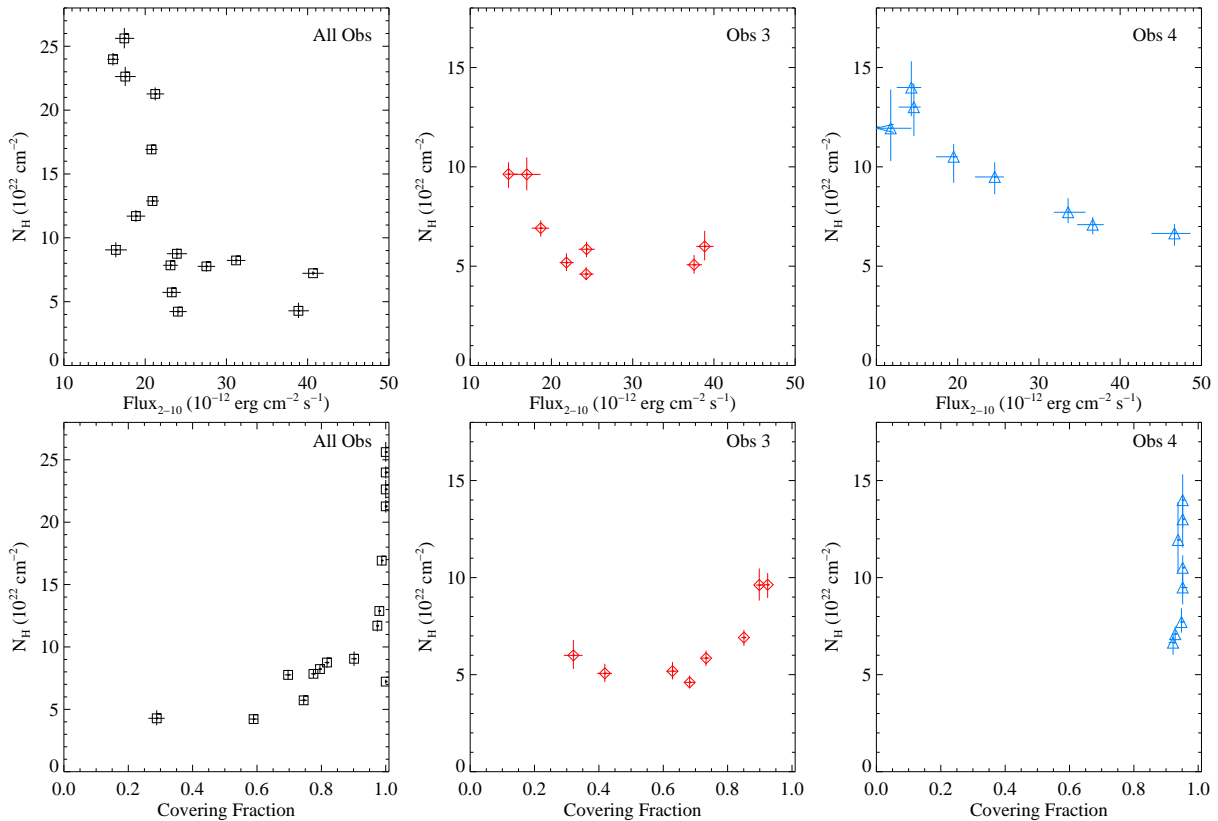 All Obs
N_H (10^22 cm^−2)
25
20
15
10
5
0
10 20 30 40 50
Flux_2−10 (10^−12 erg cm^−2 s^−1)
Obs 3
N_H (10^22 cm^−2)
15
10
5
0
10 20 30 40 50
Flux_2−10 (10^−12 erg cm^−2 s^−1)
Obs 4
N_H (10^22 cm^−2)
15
10
5
0
10 20 30 40 50
Flux_2−10 (10^−12 erg cm^−2 s^−1)
All Obs
N_H (10^22 cm^−2)
25
20
15
10
5
0
0.0 0.2 0.4 0.6 0.8 1.0
Covering Fraction
Obs 3
N_H (10^22 cm^−2)
15
10
5
0
0.0 0.2 0.4 0.6 0.8 1.0
Covering Fraction
Obs 4
N_H (10^22 cm^−2)
15
10
5
0
0.0 0.2 0.4 0.6 0.8 1.0
Covering Fraction